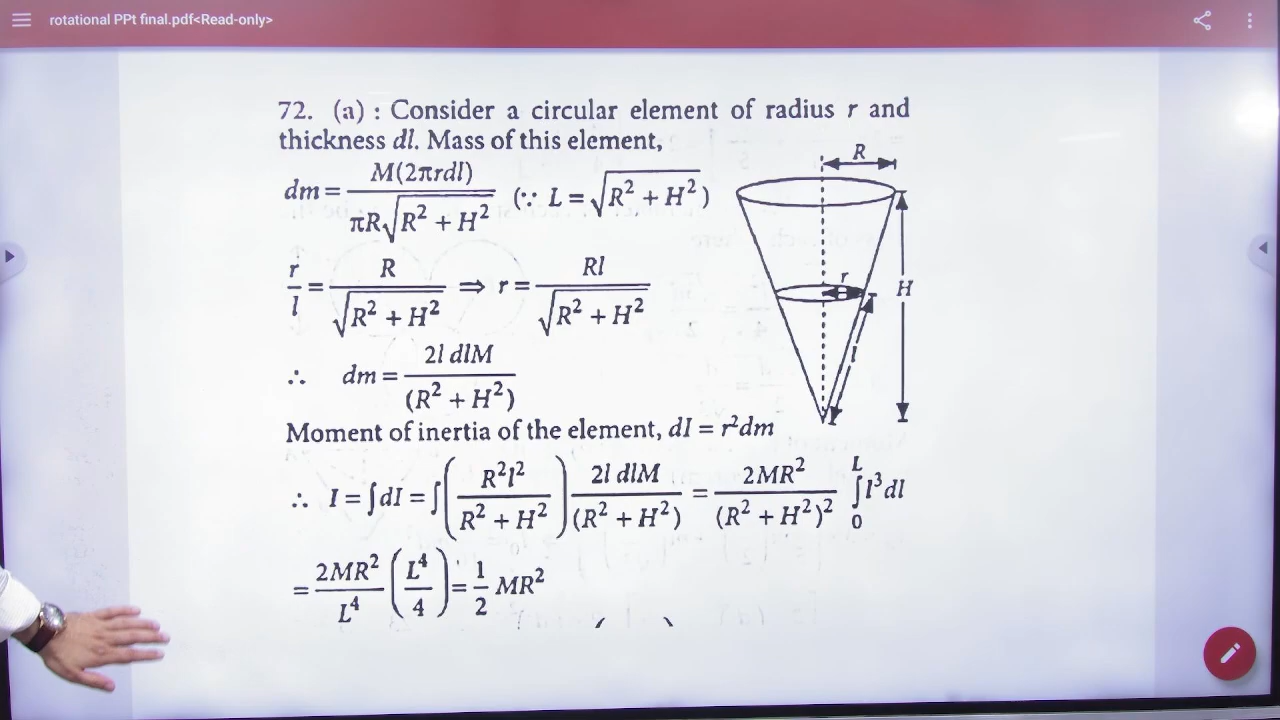 rotational PPt final.pdf<Read-only>
72. (a) : Consider a circular element of radius r and
thickness dl. Mass of this element,
dm = M(2πrdl) / πR√(R² + H²) (∵ L = √(R² + H²))
r/l = R/√(R² + H²) ⇒ r = Rl/√(R² + H²)
∴ dm = 2l dlM / (R² + H²)
Moment of inertia of the element, dI = r²dm
∴ I = ∫dI = ∫(R²l² / R² + H²) 2l dlM / (R² + H²) = 2MR² / (R² + H²)² ∫₀ᴸ l³dl
= 2MR²/L⁴ (L⁴/4) = 1/2 MR²
R
r
H
l